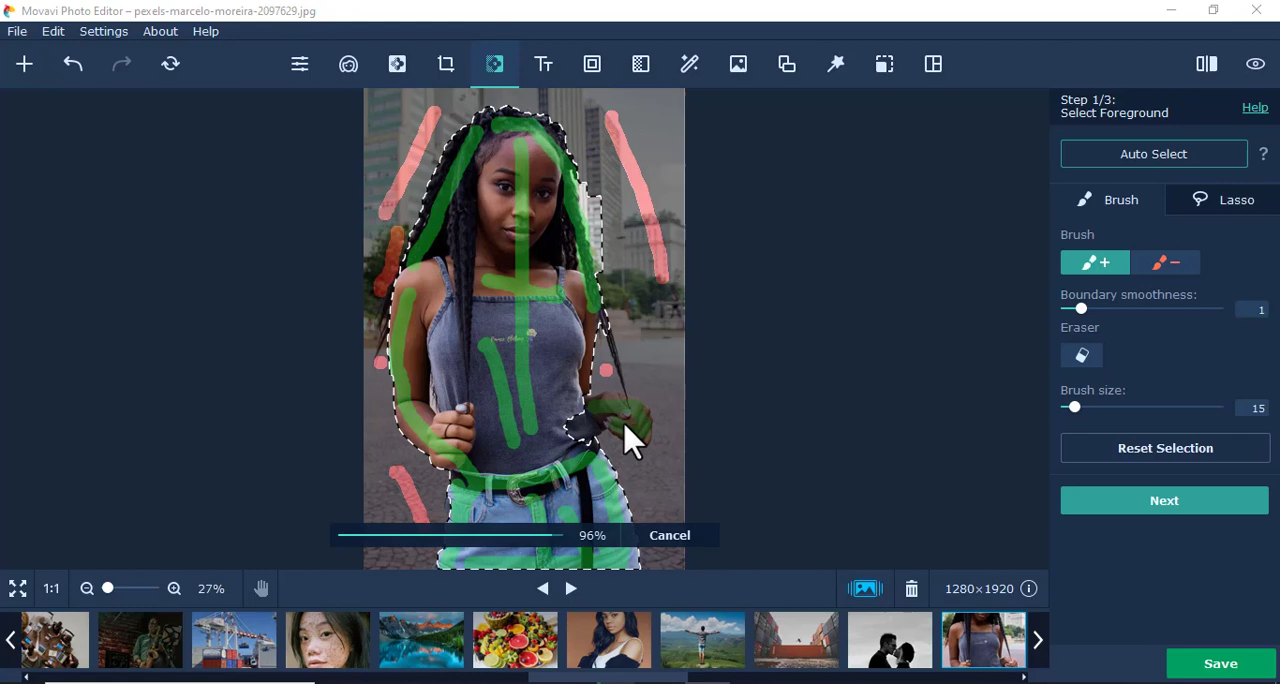 Movavi Photo Editor – pexels-marcelo-moreira-2097629.jpg
File Edit Settings About Help
Step 1/3:
Select Foreground
Help
Auto Select
?
Brush
Lasso
Brush
+
−
Boundary smoothness:
1
Eraser
Brush size:
15
Reset Selection
Next
96%
Cancel
1:1
27%
1280×1920
Save